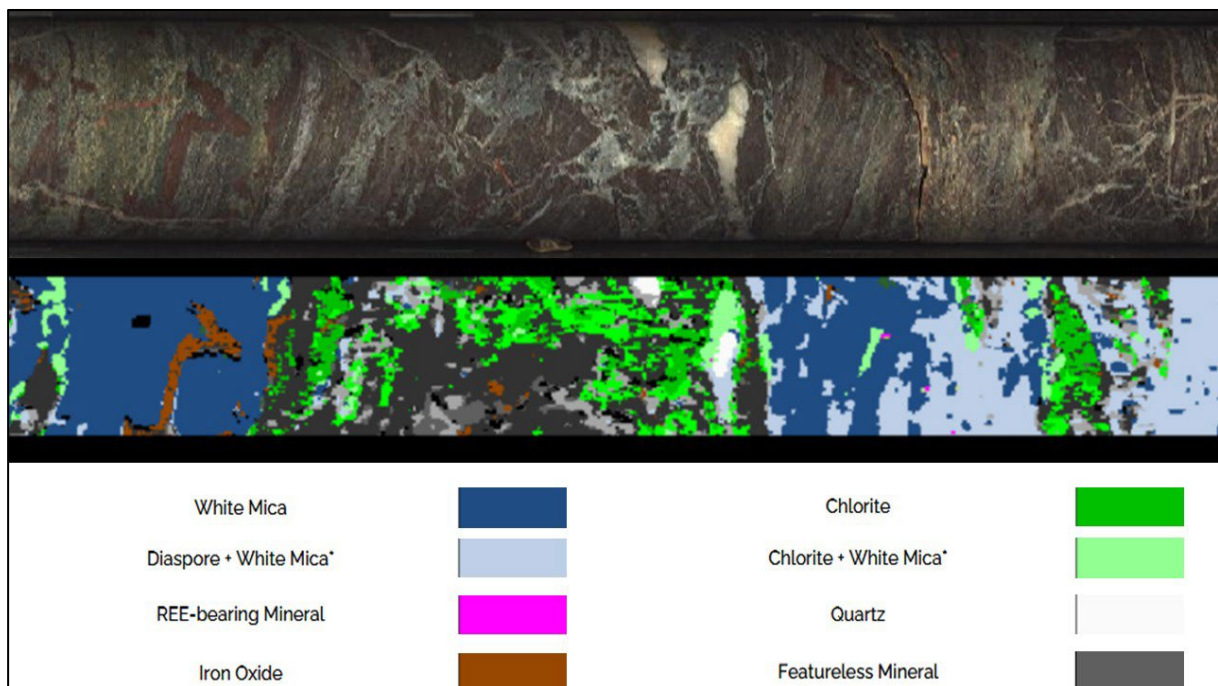 White Mica
Chlorite
Diaspore + White Mica*
Chlorite + White Mica*
REE-bearing Mineral
Quartz
Iron Oxide
Featureless Mineral